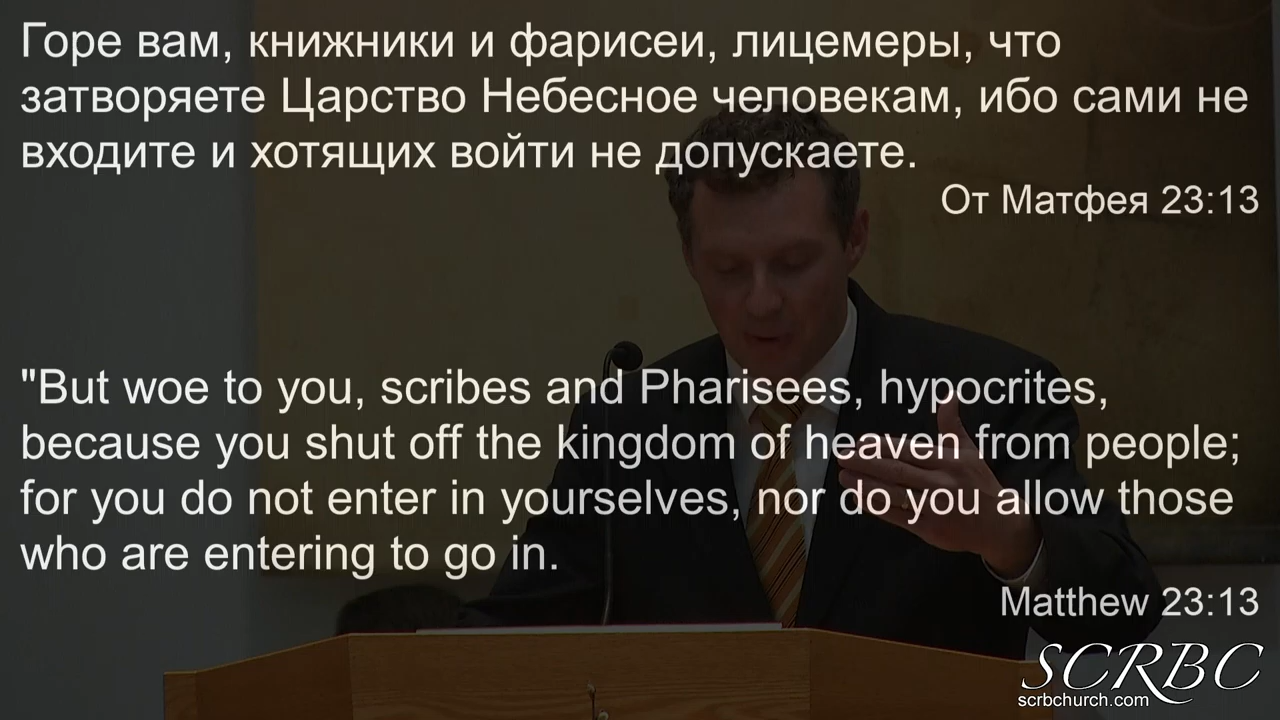 Горе вам, книжники и фарисеи, лицемеры, что
затворяете Царство Небесное человекам, ибо сами не
входите и хотящих войти не допускаете.
От Матфея 23:13
"But woe to you, scribes and Pharisees, hypocrites,
because you shut off the kingdom of heaven from people;
for you do not enter in yourselves, nor do you allow those
who are entering to go in.
Matthew 23:13
SCRBC
scrbchurch.com